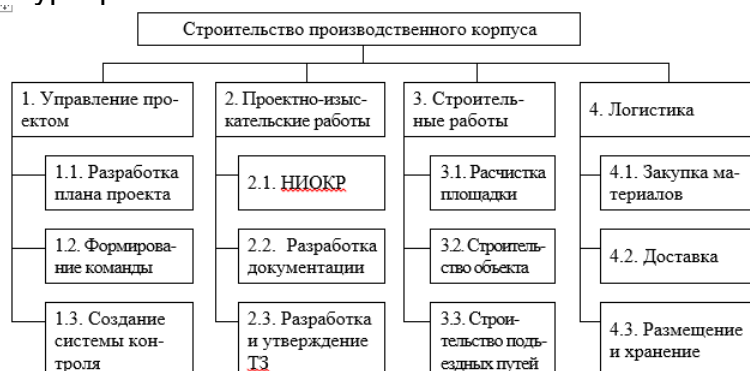 Строительство производственного корпуса
1. Управление про-
ектом
2. Проектно-изыс-
кательские работы
3. Строитель-
ные работы
4. Логистика
1.1. Разработка
плана проекта
2.1. НИОКР
3.1. Расчистка
площадки
4.1. Закупка ма-
териалов
1.2. Формирова-
ние команды
2.2. Разработка
документации
3.2. Строитель-
ство объекта
4.2. Доставка
1.3. Создание
системы кон-
троля
2.3. Разработка
и утверждение
ТЗ
3.3. Строи-
тельство подъ-
ездных путей
4.3. Размещение
и хранение